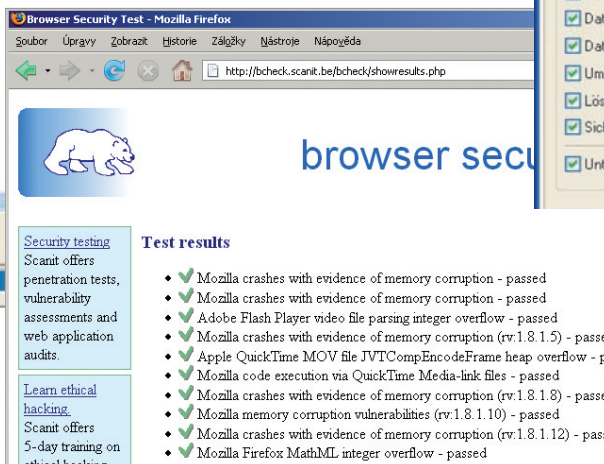 Browser Security Test - Mozilla Firefox
Soubor Úpravy Zobrazit Historie Záložky Nástroje Nápověda
http://bcheck.scanit.be/bcheck/showresults.php
browser secu
Security testing
Scanit offers
penetration tests,
vulnerability
assessments and
web application
audits.
Learn ethical
hacking.
Scanit offers
5-day training on
ethical hacking
Test results
Mozilla crashes with evidence of memory corruption - passed
Mozilla crashes with evidence of memory corruption - passed
Adobe Flash Player video file parsing integer overflow - passed
Mozilla crashes with evidence of memory corruption (rv:1.8.1.5) - passe
Apple QuickTime MOV file JVTCompEncodeFrame heap overflow - p
Mozilla code execution via QuickTime Media-link files - passed
Mozilla crashes with evidence of memory corruption (rv:1.8.1.8) - passe
Mozilla memory corruption vulnerabilities (rv:1.8.1.10) - passed
Mozilla crashes with evidence of memory corruption (rv:1.8.1.12) - pas
Mozilla Firefox MathML integer overflow - passed
Dat
Dat
Um
Lös
Sich
Unt